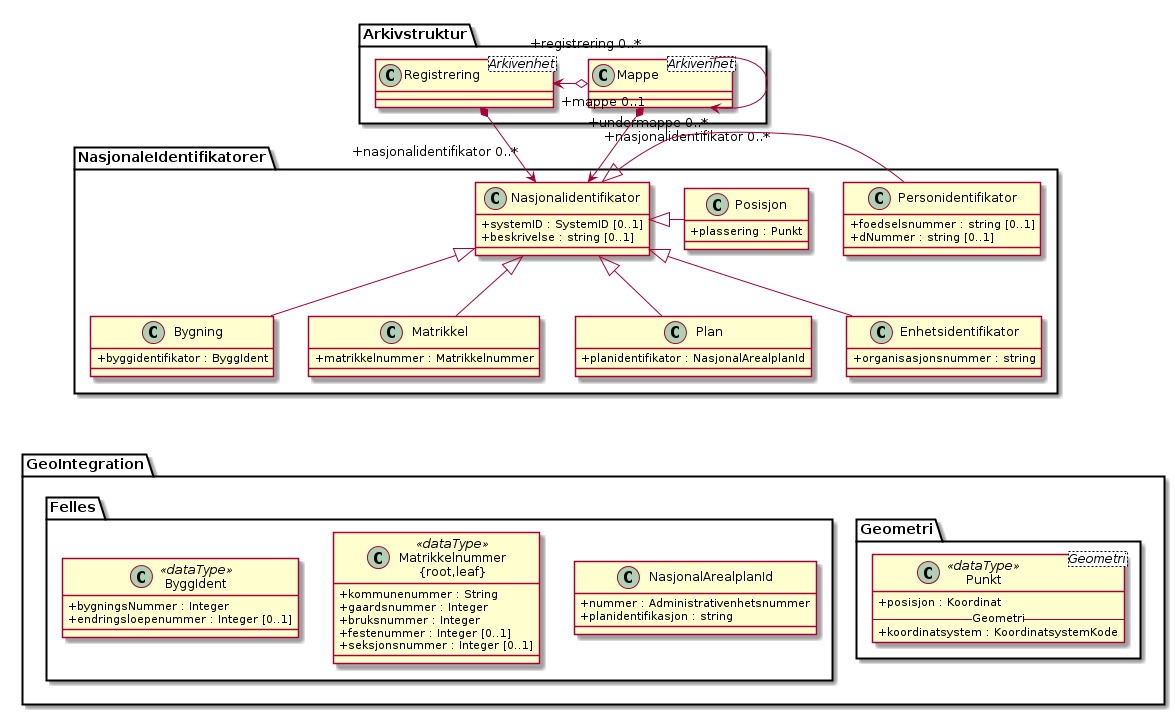 Arkivstruktur
+registrering 0..*
C Registrering
Arkivenhet
C Mappe
Arkivenhet
+mappe 0..1
+undermappe 0..*
+nasjonalidentifikator 0..*
+nasjonalidentifikator 0..*
NasjonaleIdentifikatorer
C Nasjonalidentifikator
+systemID : SystemID [0..1]
+beskrivelse : string [0..1]
C Posisjon
+plassering : Punkt
C Personidentifikator
+foedselsnummer : string [0..1]
+dNummer : string [0..1]
C Bygning
+byggidentifikator : ByggIdent
C Matrikkel
+matrikkelnummer : Matrikkelnummer
C Plan
+planidentifikator : NasjonalArealplanId
C Enhetsidentifikator
+organisasjonsnummer : string
GeoIntegration
Felles
C «dataType»
ByggIdent
+bygningsNummer : Integer
+endringsloepenummer : Integer [0..1]
C «dataType»
Matrikkelnummer
{root,leaf}
+kommunenummer : String
+gaardsnummer : Integer
+bruksnummer : Integer
+festenummer : Integer [0..1]
+seksjonsnummer : Integer [0..1]
C NasjonalArealplanId
+nummer : Administrativenhetsnummer
+planidentifikasjon : string
Geometri
Geometri
C «dataType»
Punkt
+posisjon : Koordinat
Geometri
+koordinatsystem : KoordinatsystemKode